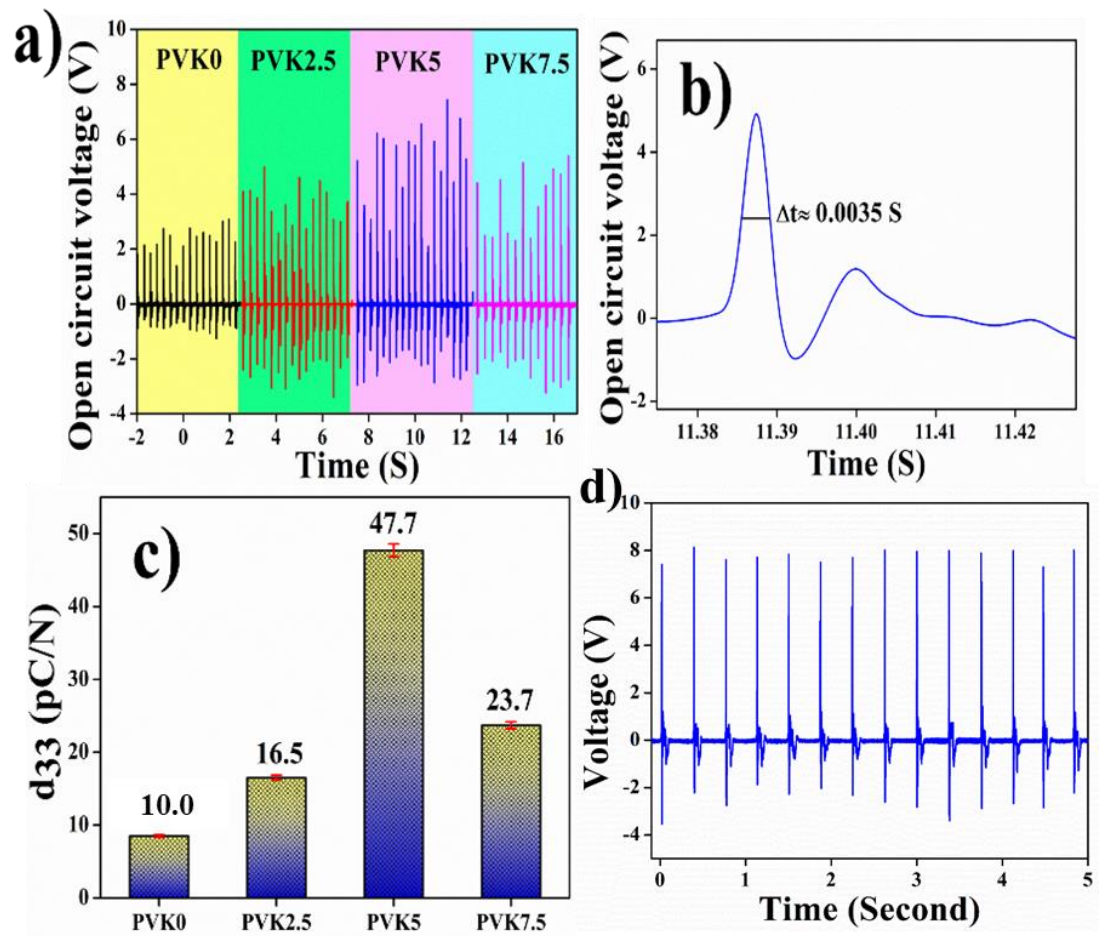 a)
PVK0 PVK2.5 PVK5 PVK7.5
Open circuit voltage (V)
10
8
6
4
2
0
-2
-4
-2 0 2 4 6 8 10 12 14 16
Time (S)
b)
Open circuit voltage (V)
6
4
2
0
-2
Δt≈ 0.0035 S
11.38 11.39 11.40 11.41 11.42
Time (S)
c)
d33 (pC/N)
50
40
30
20
10
0
10.0
16.5
47.7
23.7
PVK0 PVK2.5 PVK5 PVK7.5
d)
Voltage (V)
10
8
6
4
2
0
-2
-4
0 1 2 3 4 5
Time (Second)